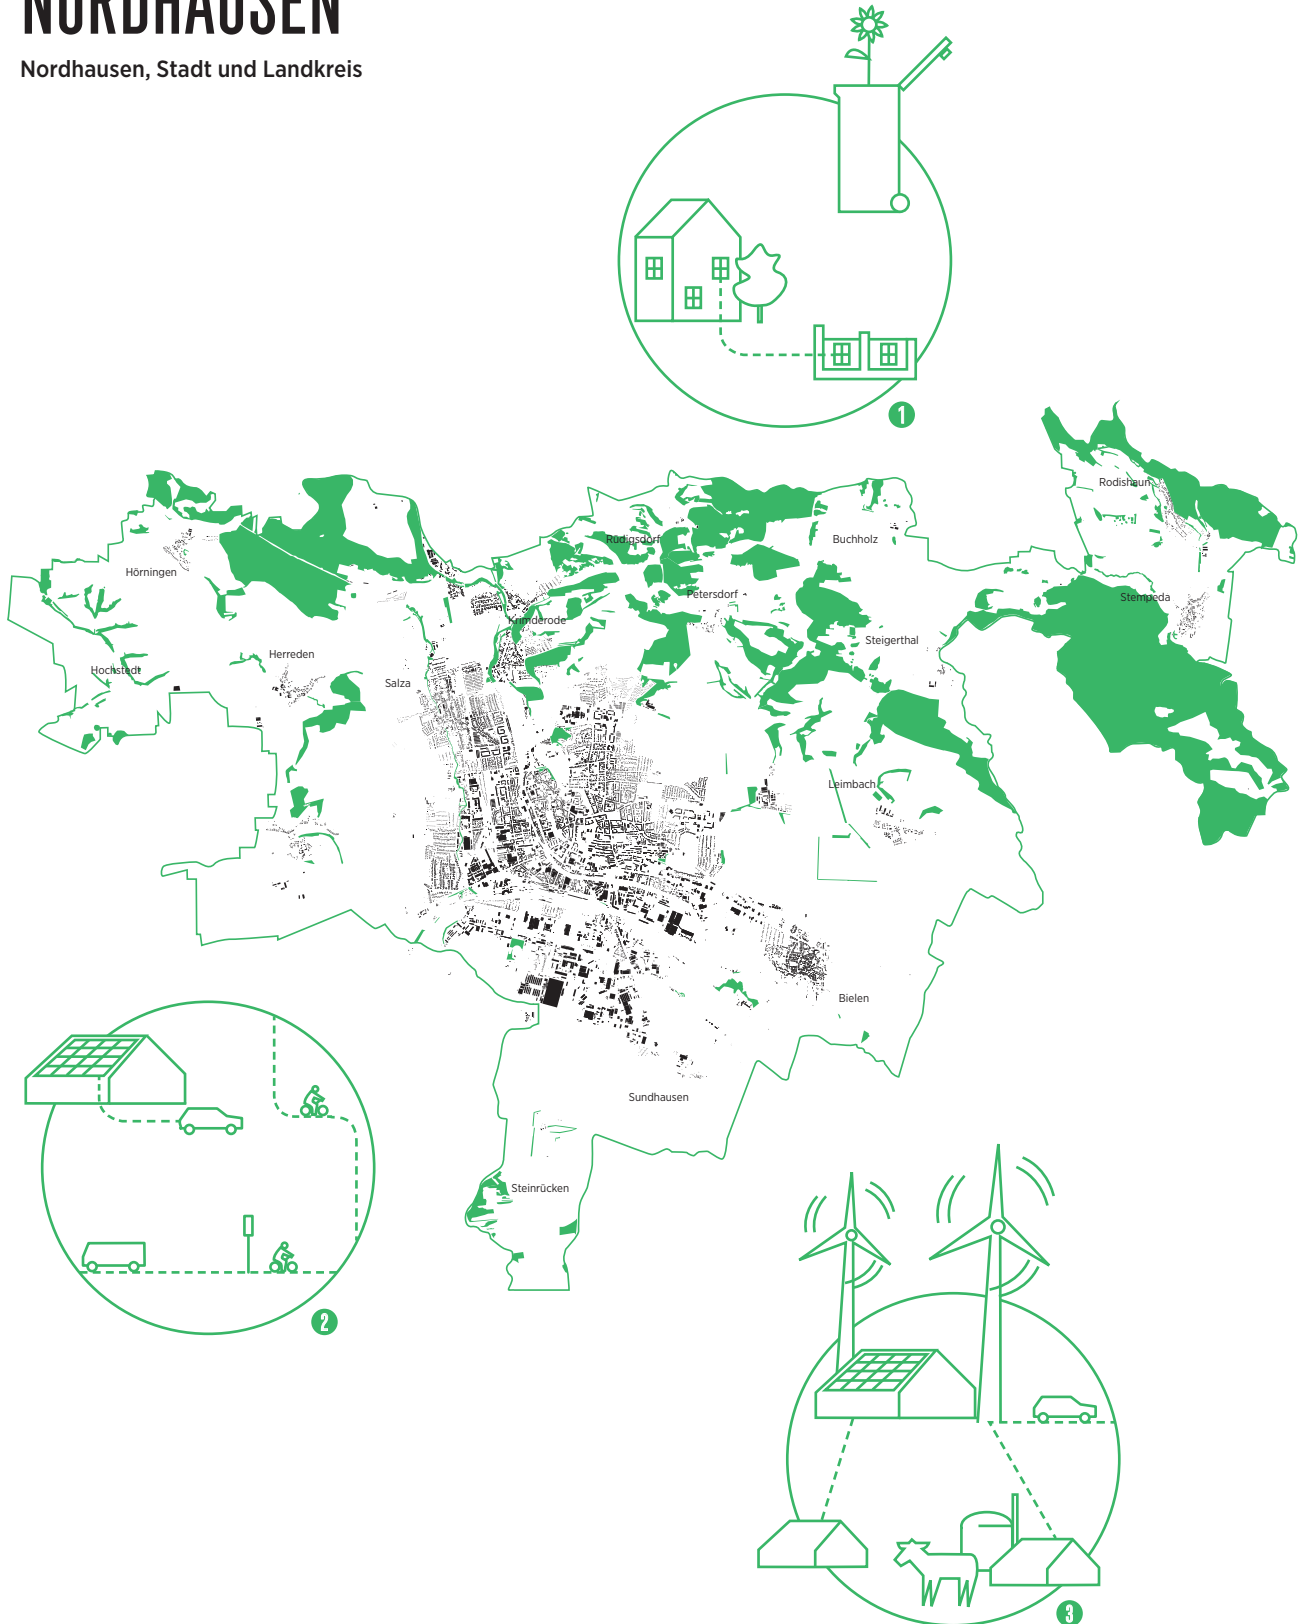 NORDHAUSEN
Nordhausen, Stadt und Landkreis
1
Rodishaun
Rüdigsdorf
Buchholz
Hörningen
Petersdorf
Stempeda
Krimderode
Steigerthal
Herreden
Hochstedt
Salza
Leimbach
Bielen
Sundhausen
Steinrücken
2
3